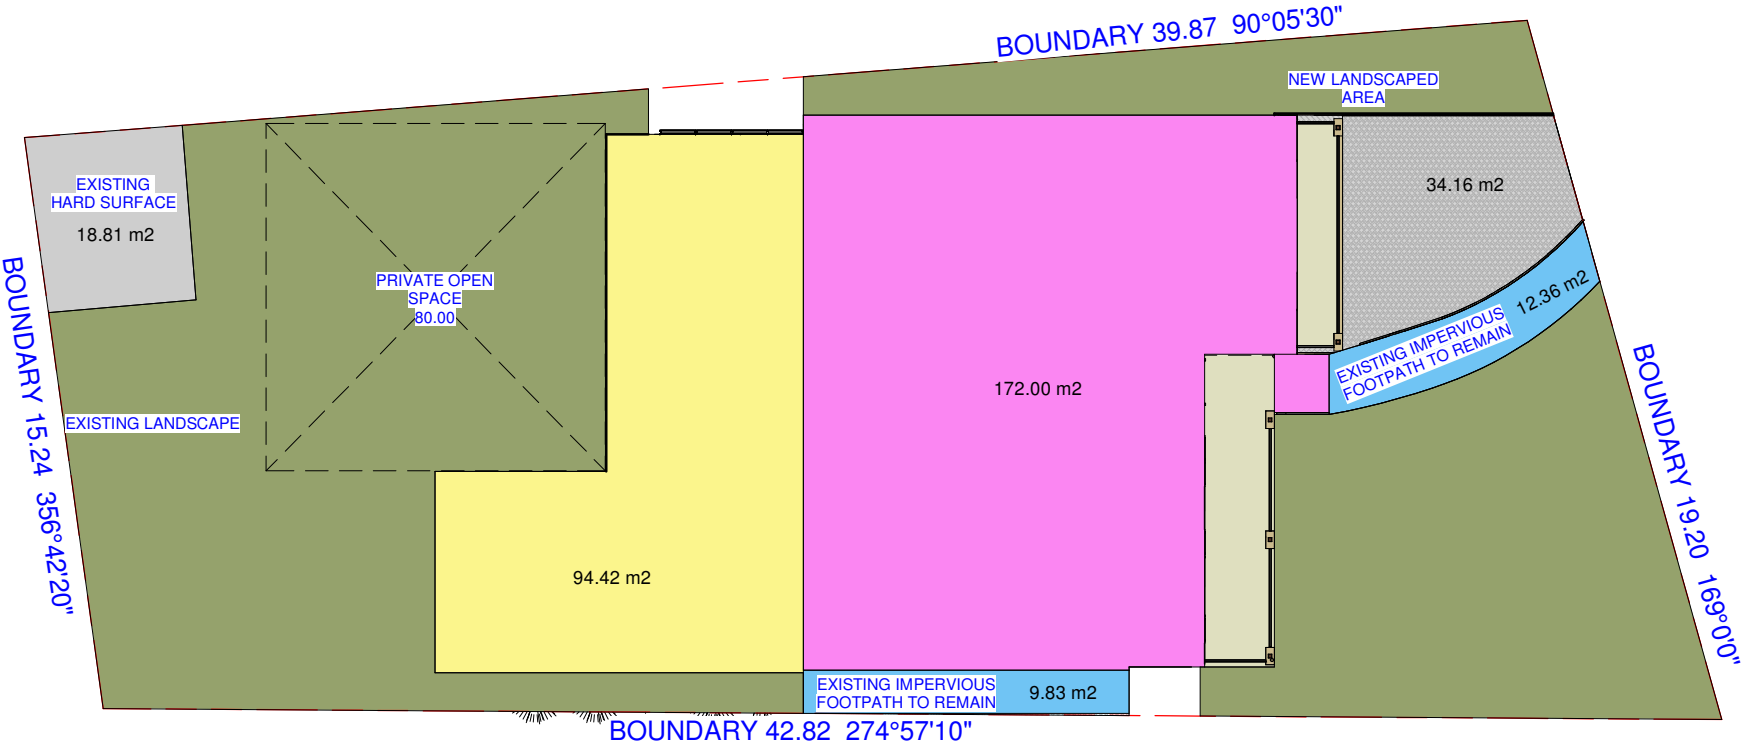 BOUNDARY 39.87 90°05'30"
NEW LANDSCAPED
AREA
EXISTING
HARD SURFACE
18.81 m2
34.16 m2
PRIVATE OPEN
SPACE
80.00
12.36 m2
EXISTING IMPERVIOUS
FOOTPATH TO REMAIN
BOUNDARY 15.24 356°42'20"
172.00 m2
EXISTING LANDSCAPE
BOUNDARY 19.20 169°0'0"
94.42 m2
EXISTING IMPERVIOUS
FOOTPATH TO REMAIN
9.83 m2
BOUNDARY 42.82 274°57'10"